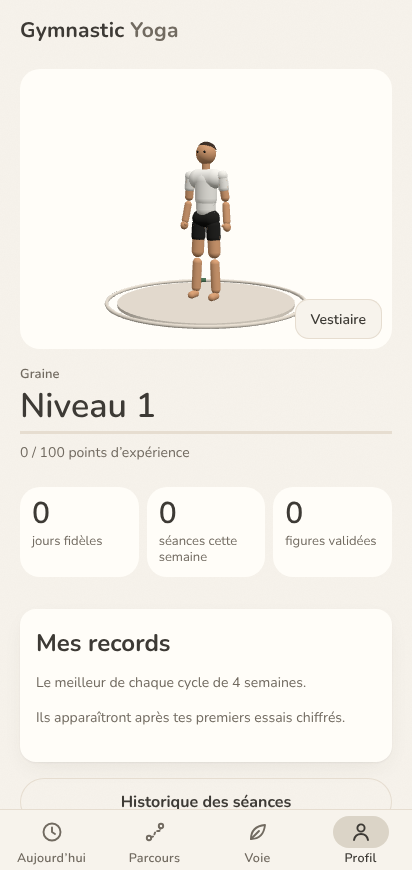 Gymnastic Yoga
Vestiaire
Graine
Niveau 1
0 / 100 points d’expérience
0
jours fidèles
0
séances cette
semaine
0
figures validées
Mes records
Le meilleur de chaque cycle de 4 semaines.
Ils apparaîtront après tes premiers essais chiffrés.
Historique des séances
Aujourd’hui
Parcours
Voie
Profil